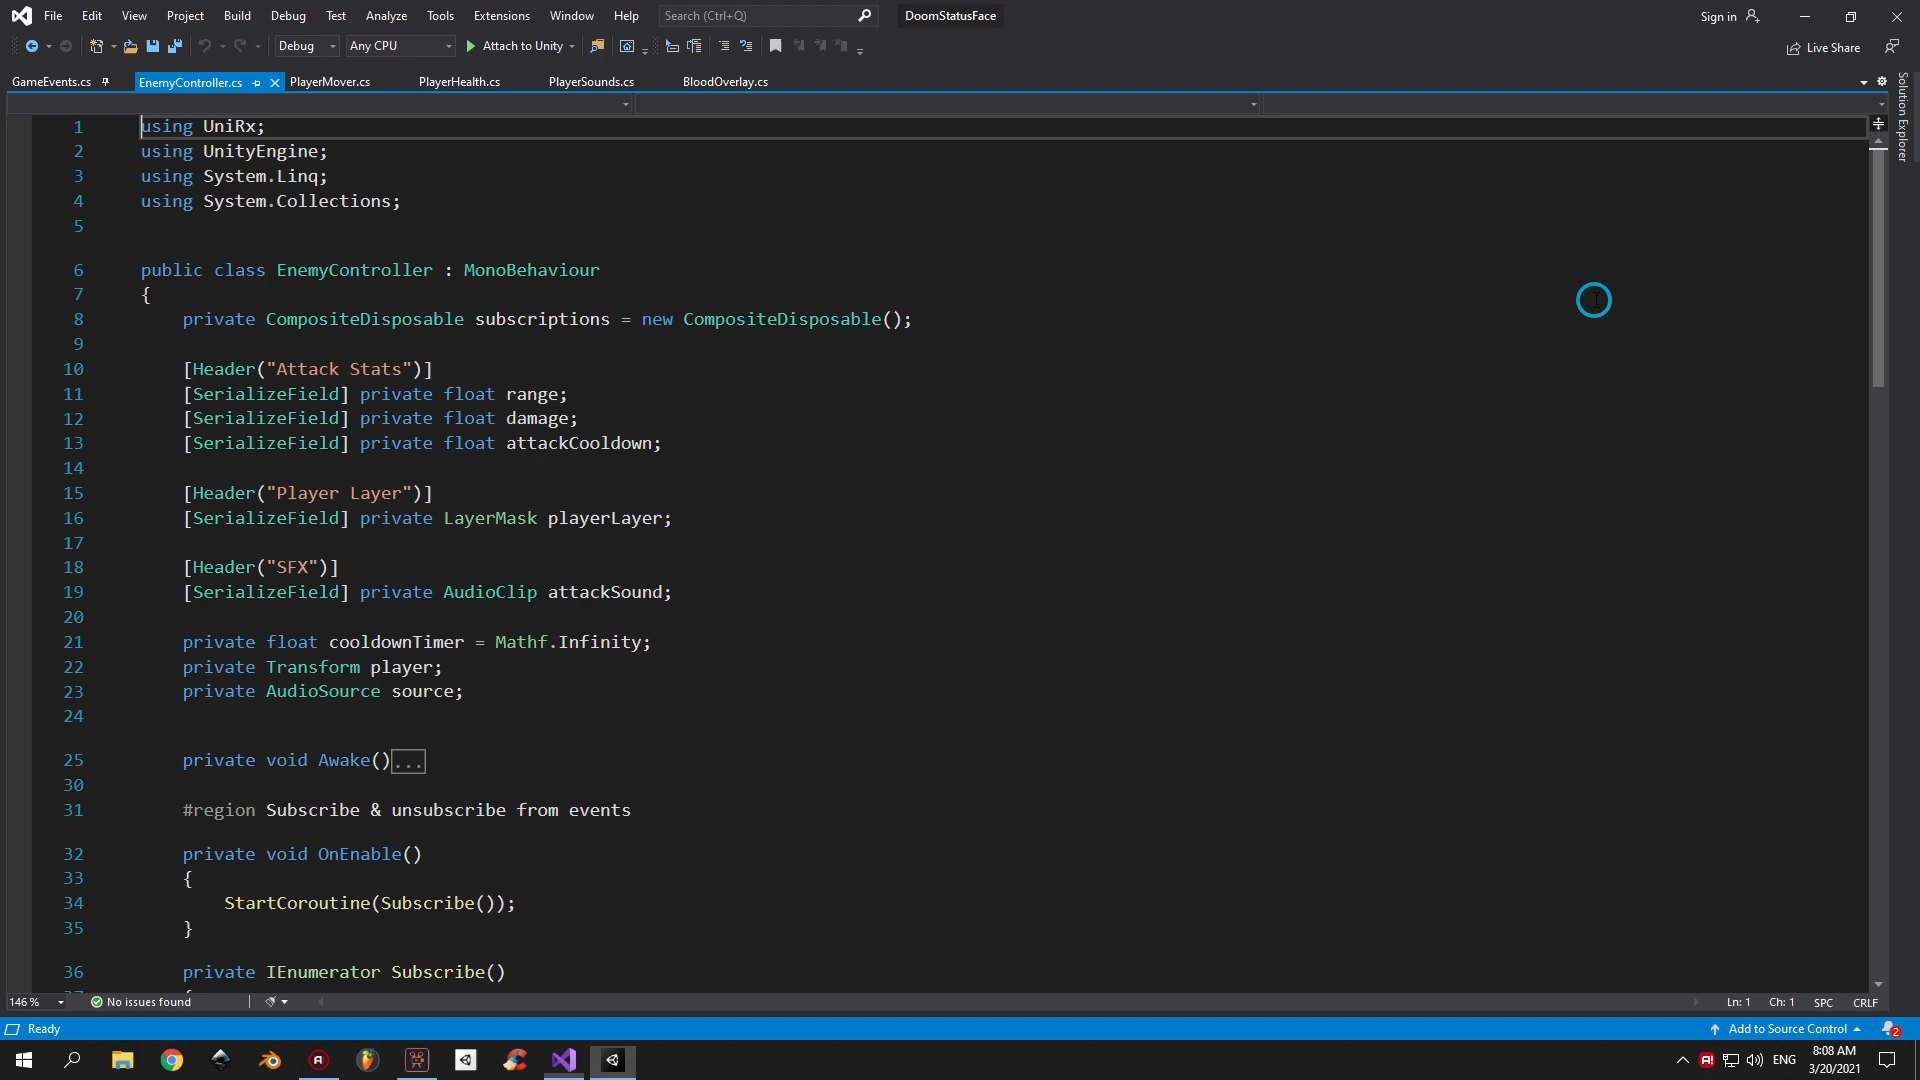 File Edit View Project Build Debug Test Analyze Tools Extensions Window Help Search (Ctrl+Q) DoomStatusFace Sign in
Debug Any CPU Attach to Unity Live Share
GameEvents.cs EnemyController.cs PlayerMover.cs PlayerHealth.cs PlayerSounds.cs BloodOverlay.cs
Solution Explorer
1 using UniRx;
2 using UnityEngine;
3 using System.Linq;
4 using System.Collections;
5
6 public class EnemyController : MonoBehaviour
7 {
8 private CompositeDisposable subscriptions = new CompositeDisposable();
9
10 [Header("Attack Stats")]
11 [SerializeField] private float range;
12 [SerializeField] private float damage;
13 [SerializeField] private float attackCooldown;
14
15 [Header("Player Layer")]
16 [SerializeField] private LayerMask playerLayer;
17
18 [Header("SFX")]
19 [SerializeField] private AudioClip attackSound;
20
21 private float cooldownTimer = Mathf.Infinity;
22 private Transform player;
23 private AudioSource source;
24
25 private void Awake()...
30
31 #region Subscribe & unsubscribe from events
32 private void OnEnable()
33 {
34 StartCoroutine(Subscribe());
35 }
36 private IEnumerator Subscribe()
146 % No issues found Ln: 1 Ch: 1 SPC CRLF
Ready Add to Source Control 2
ENG 8:08 AM
3/20/2021